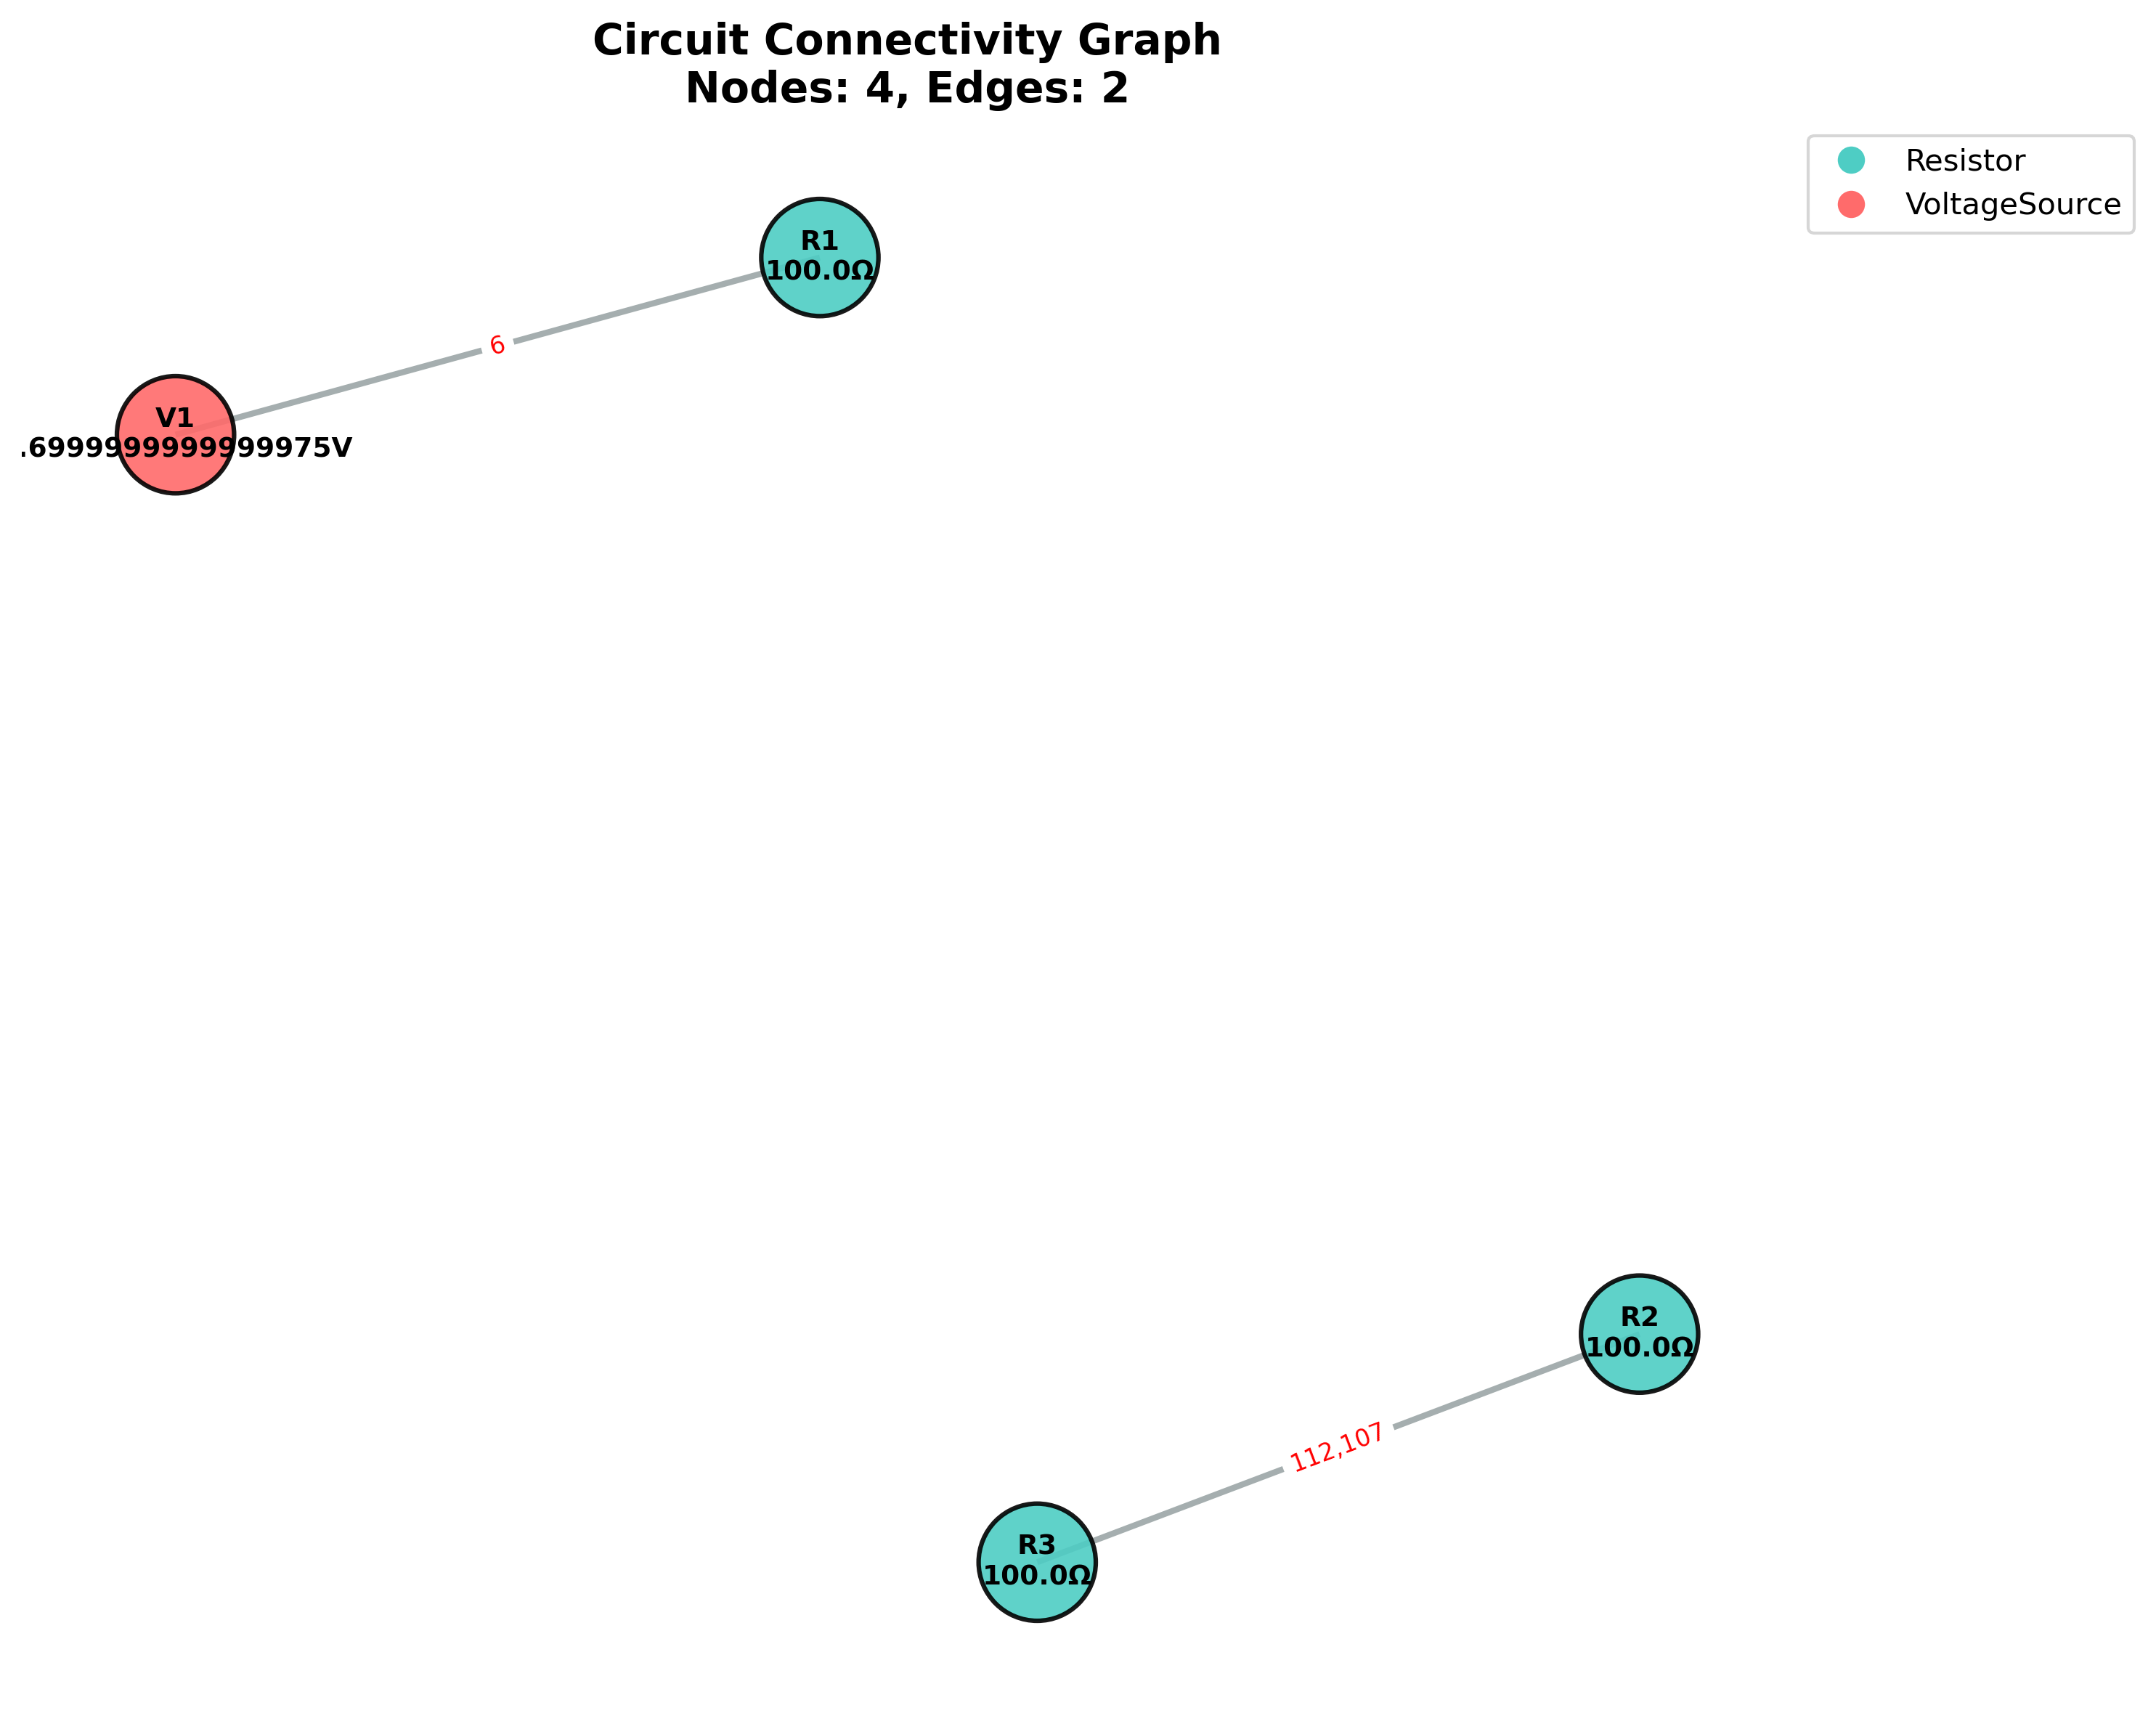 Circuit Connectivity Graph
Nodes: 4, Edges: 2
Resistor
VoltageSource
R1
100.0Ω
6
V1
.6999999999999975V
R2
100.0Ω
112,107
R3
100.0Ω